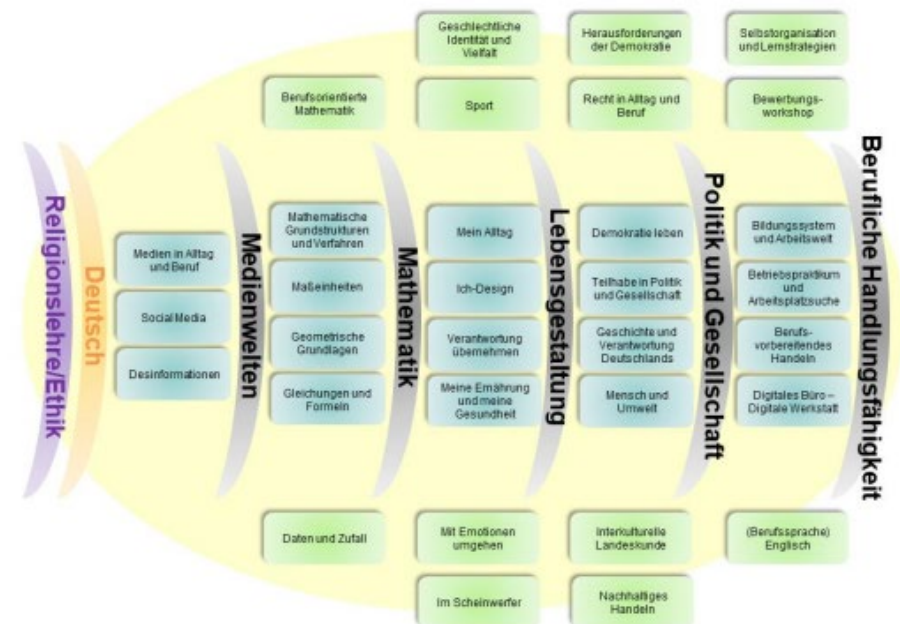 Geschlechtliche
Identität und
Vielfalt
Herausforderungen
der Demokratie
Selbstorganisation
und Lernstrategien
Berufsorientierte
Mathematik
Sport
Recht in Alltag und
Beruf
Bewerbungs-
workshop
Religionslehre/Ethik
Deutsch
Medien in Alltag
und Beruf
Social Media
Desinformationen
Medienwelten
Mathematische
Grundstrukturen
und Verfahren
Maßeinheiten
Geometrische
Grundlagen
Gleichungen und
Formeln
Mathematik
Mein Alltag
Ich-Design
Verantwortung
übernehmen
Meine Ernährung
und meine
Gesundheit
Lebensgestaltung
Demokratie leben
Teilhabe in Politik
und Gesellschaft
Geschichte und
Verantwortung
Deutschlands
Mensch und
Umwelt
Politik und Gesellschaft
Bildungssystem
und Arbeitswelt
Betriebspraktikum
und
Arbeitsplatzsuche
Berufs-
vorbereitendes
Handeln
Digitales Büro –
Digitale Werkstatt
Berufliche Handlungsfähigkeit
Daten und Zufall
Mit Emotionen
umgehen
Interkulturelle
Landeskunde
(Berufssprache)
Englisch
Im Scheinwerfer
Nachhaltiges
Handeln